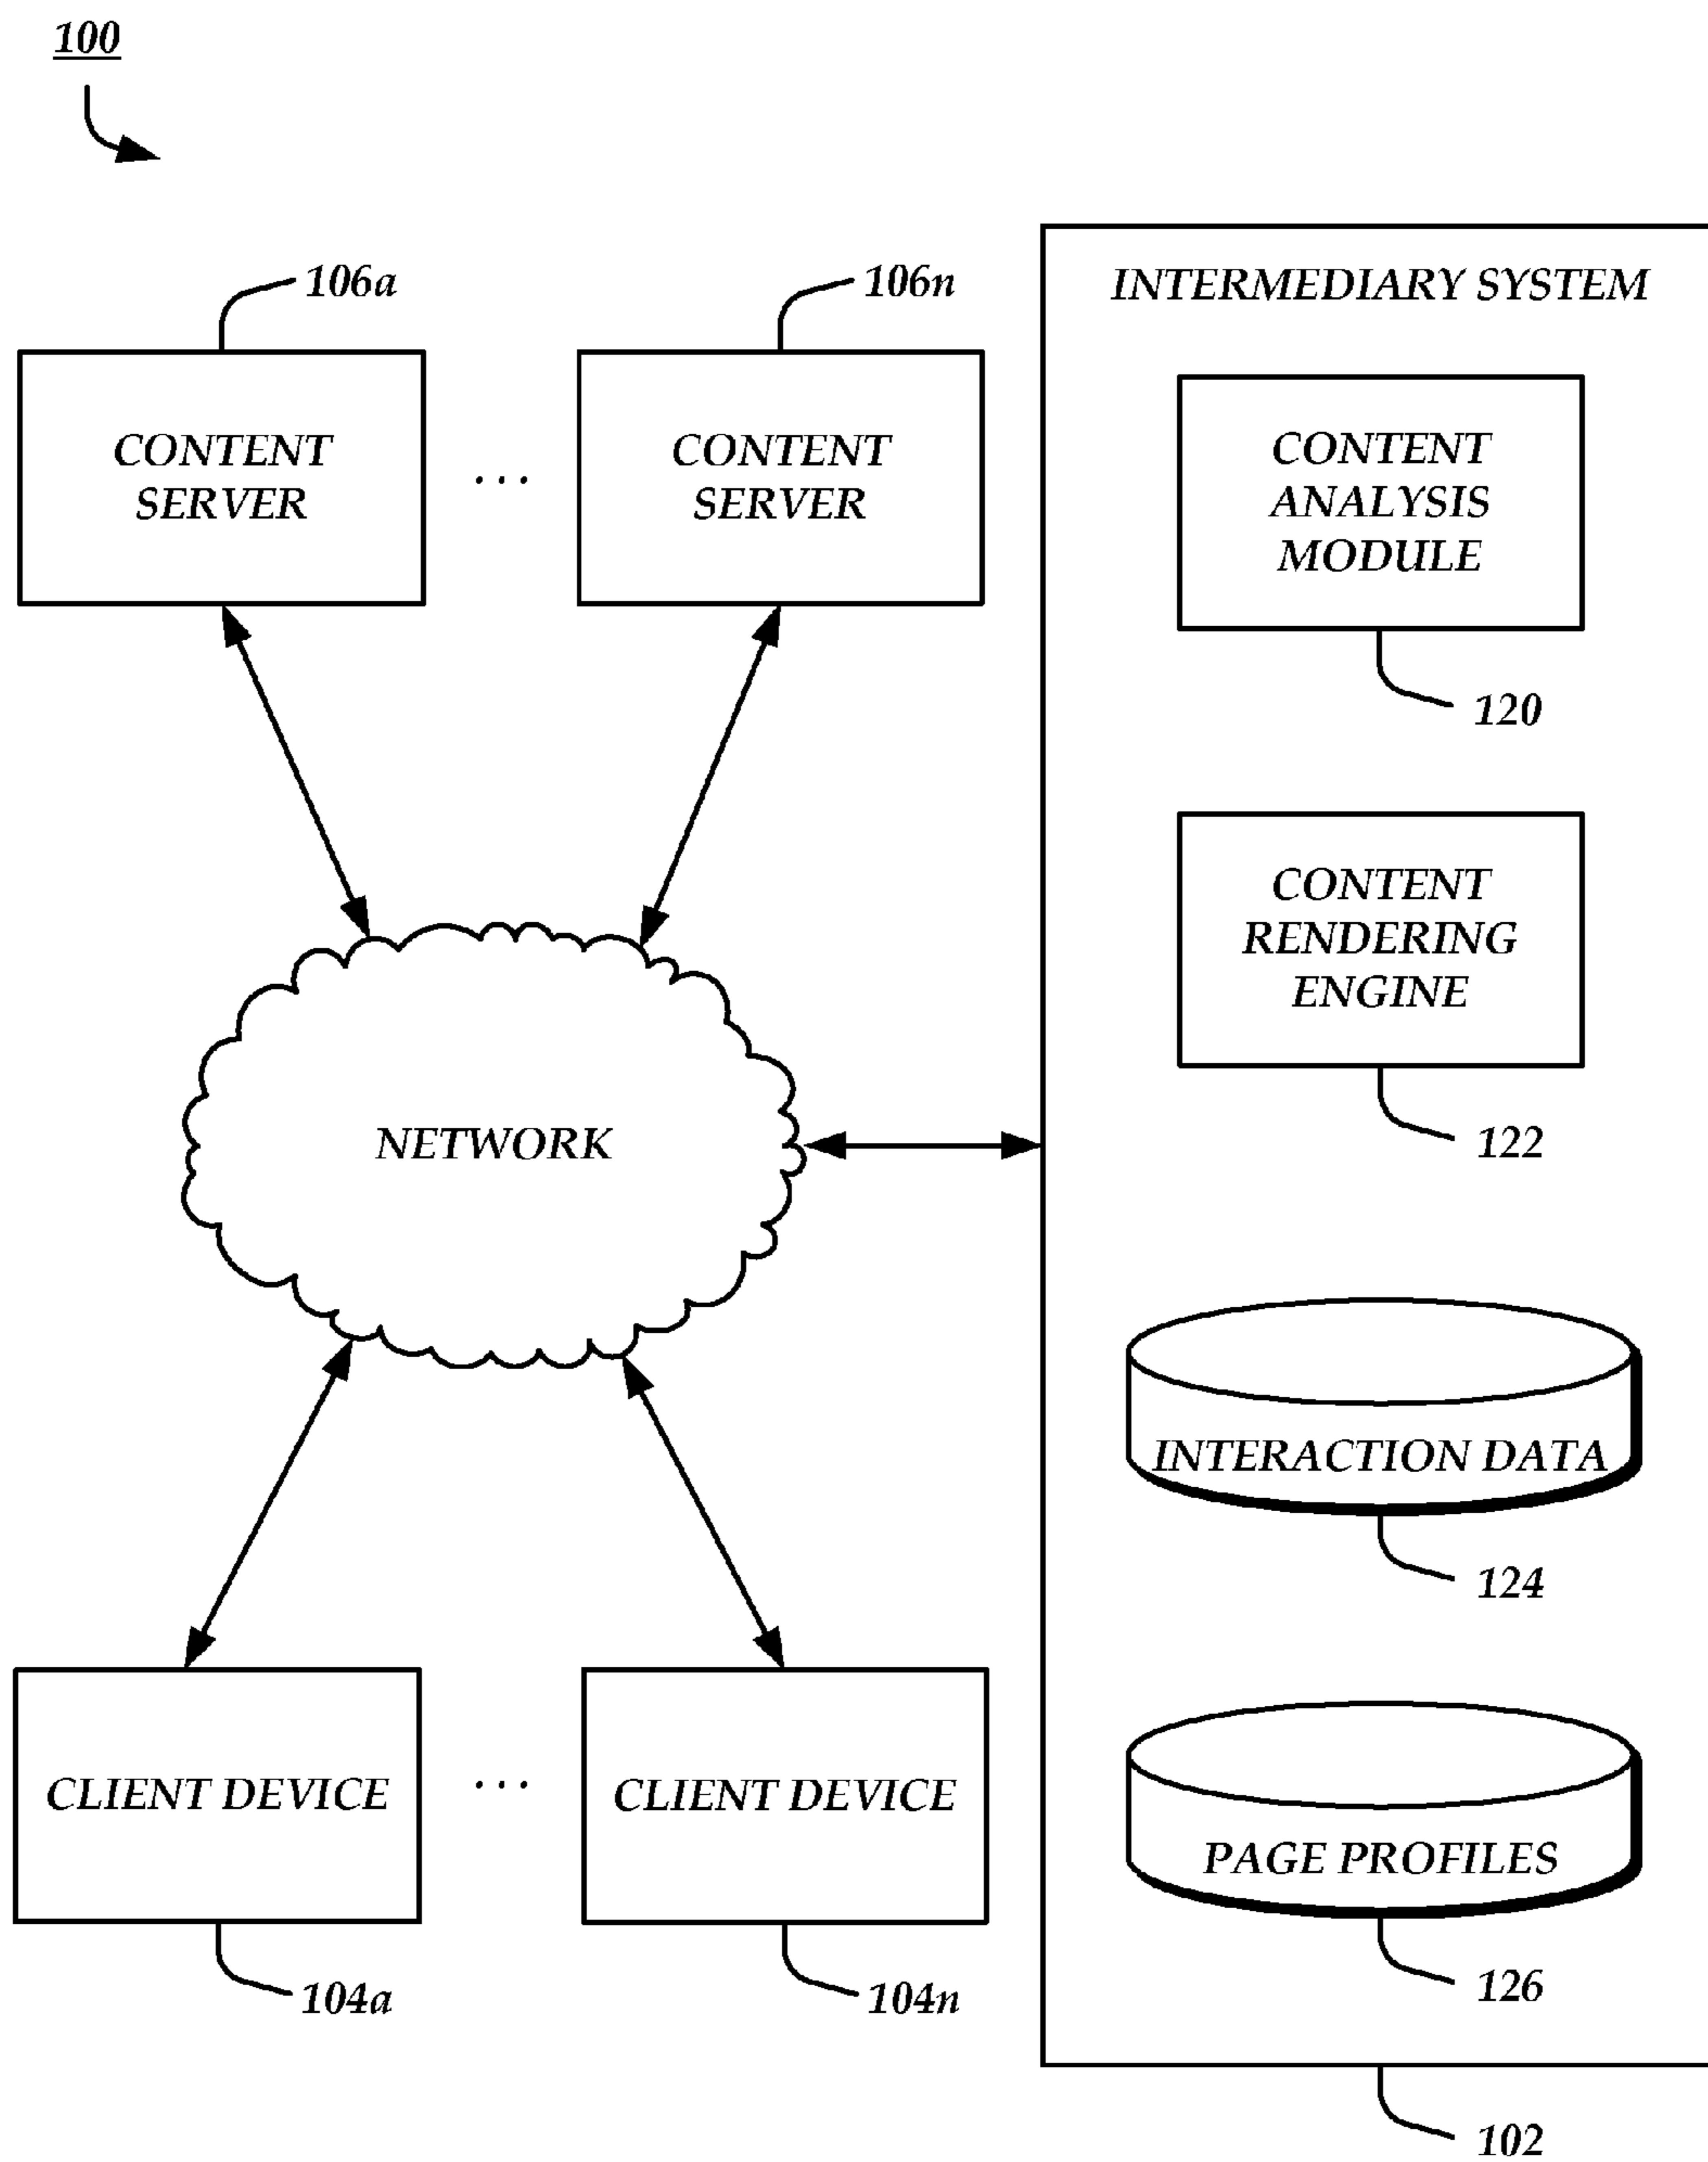 100
106a
106n
INTERMEDIARY SYSTEM
CONTENT
SERVER
...
CONTENT
SERVER
CONTENT
ANALYSIS
MODULE
120
CONTENT
RENDERING
ENGINE
122
NETWORK
INTERACTION DATA
124
CLIENT DEVICE
...
CLIENT DEVICE
PAGE PROFILES
104a
104n
126
102